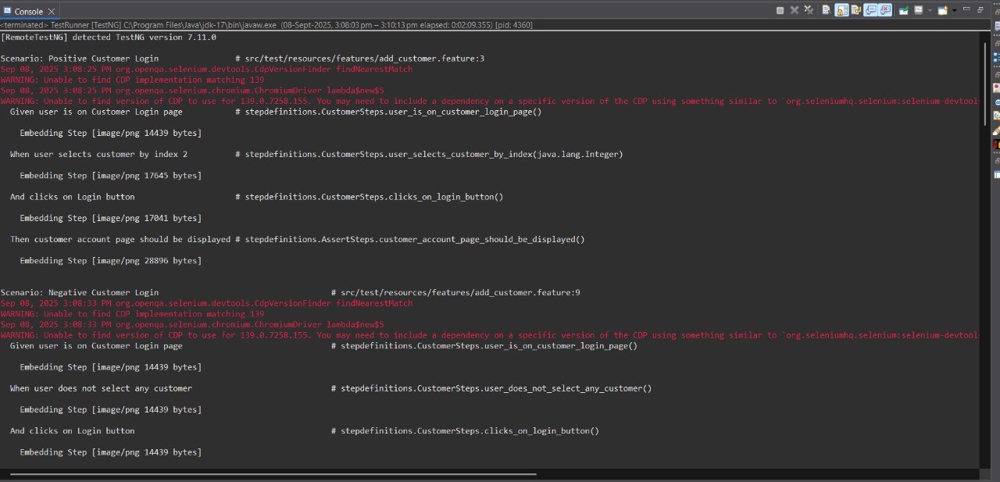 Console
<terminated> TestRunner [TestNG] C:\Program Files\Java\jdk-17\bin\javaw.exe (08-Sept-2025, 3:08:03 pm – 3:10:13 pm elapsed: 0:02:09.355) [pid: 4360]
[RemoteTestNG] detected TestNG version 7.11.0
Scenario: Positive Customer Login # src/test/resources/features/add_customer.feature:3
Sep 08, 2025 3:08:25 PM org.openqa.selenium.devtools.CdpVersionFinder findNearestMatch
WARNING: Unable to find CDP implementation matching 139
Sep 08, 2025 3:08:25 PM org.openqa.selenium.chromium.ChromiumDriver lambda$new$5
WARNING: Unable to find version of CDP to use for 139.0.7258.155. You may need to include a dependency on a specific version of the CDP using something similar to `org.seleniumhq.selenium:selenium-devtools
Given user is on Customer Login page # stepdefinitions.CustomerSteps.user_is_on_customer_login_page()
Embedding Step [image/png 14439 bytes]
When user selects customer by index 2 # stepdefinitions.CustomerSteps.user_selects_customer_by_index(java.lang.Integer)
Embedding Step [image/png 17645 bytes]
And clicks on Login button # stepdefinitions.CustomerSteps.clicks_on_login_button()
Embedding Step [image/png 17041 bytes]
Then customer account page should be displayed # stepdefinitions.AssertSteps.customer_account_page_should_be_displayed()
Embedding Step [image/png 28896 bytes]
Scenario: Negative Customer Login # src/test/resources/features/add_customer.feature:9
Sep 08, 2025 3:08:33 PM org.openqa.selenium.devtools.CdpVersionFinder findNearestMatch
WARNING: Unable to find CDP implementation matching 139
Sep 08, 2025 3:08:33 PM org.openqa.selenium.chromium.ChromiumDriver lambda$new$5
WARNING: Unable to find version of CDP to use for 139.0.7258.155. You may need to include a dependency on a specific version of the CDP using something similar to `org.seleniumhq.selenium:selenium-devtools
Given user is on Customer Login page # stepdefinitions.CustomerSteps.user_is_on_customer_login_page()
Embedding Step [image/png 14439 bytes]
When user does not select any customer # stepdefinitions.CustomerSteps.user_does_not_select_any_customer()
Embedding Step [image/png 14439 bytes]
And clicks on Login button # stepdefinitions.CustomerSteps.clicks_on_login_button()
Embedding Step [image/png 14439 bytes]